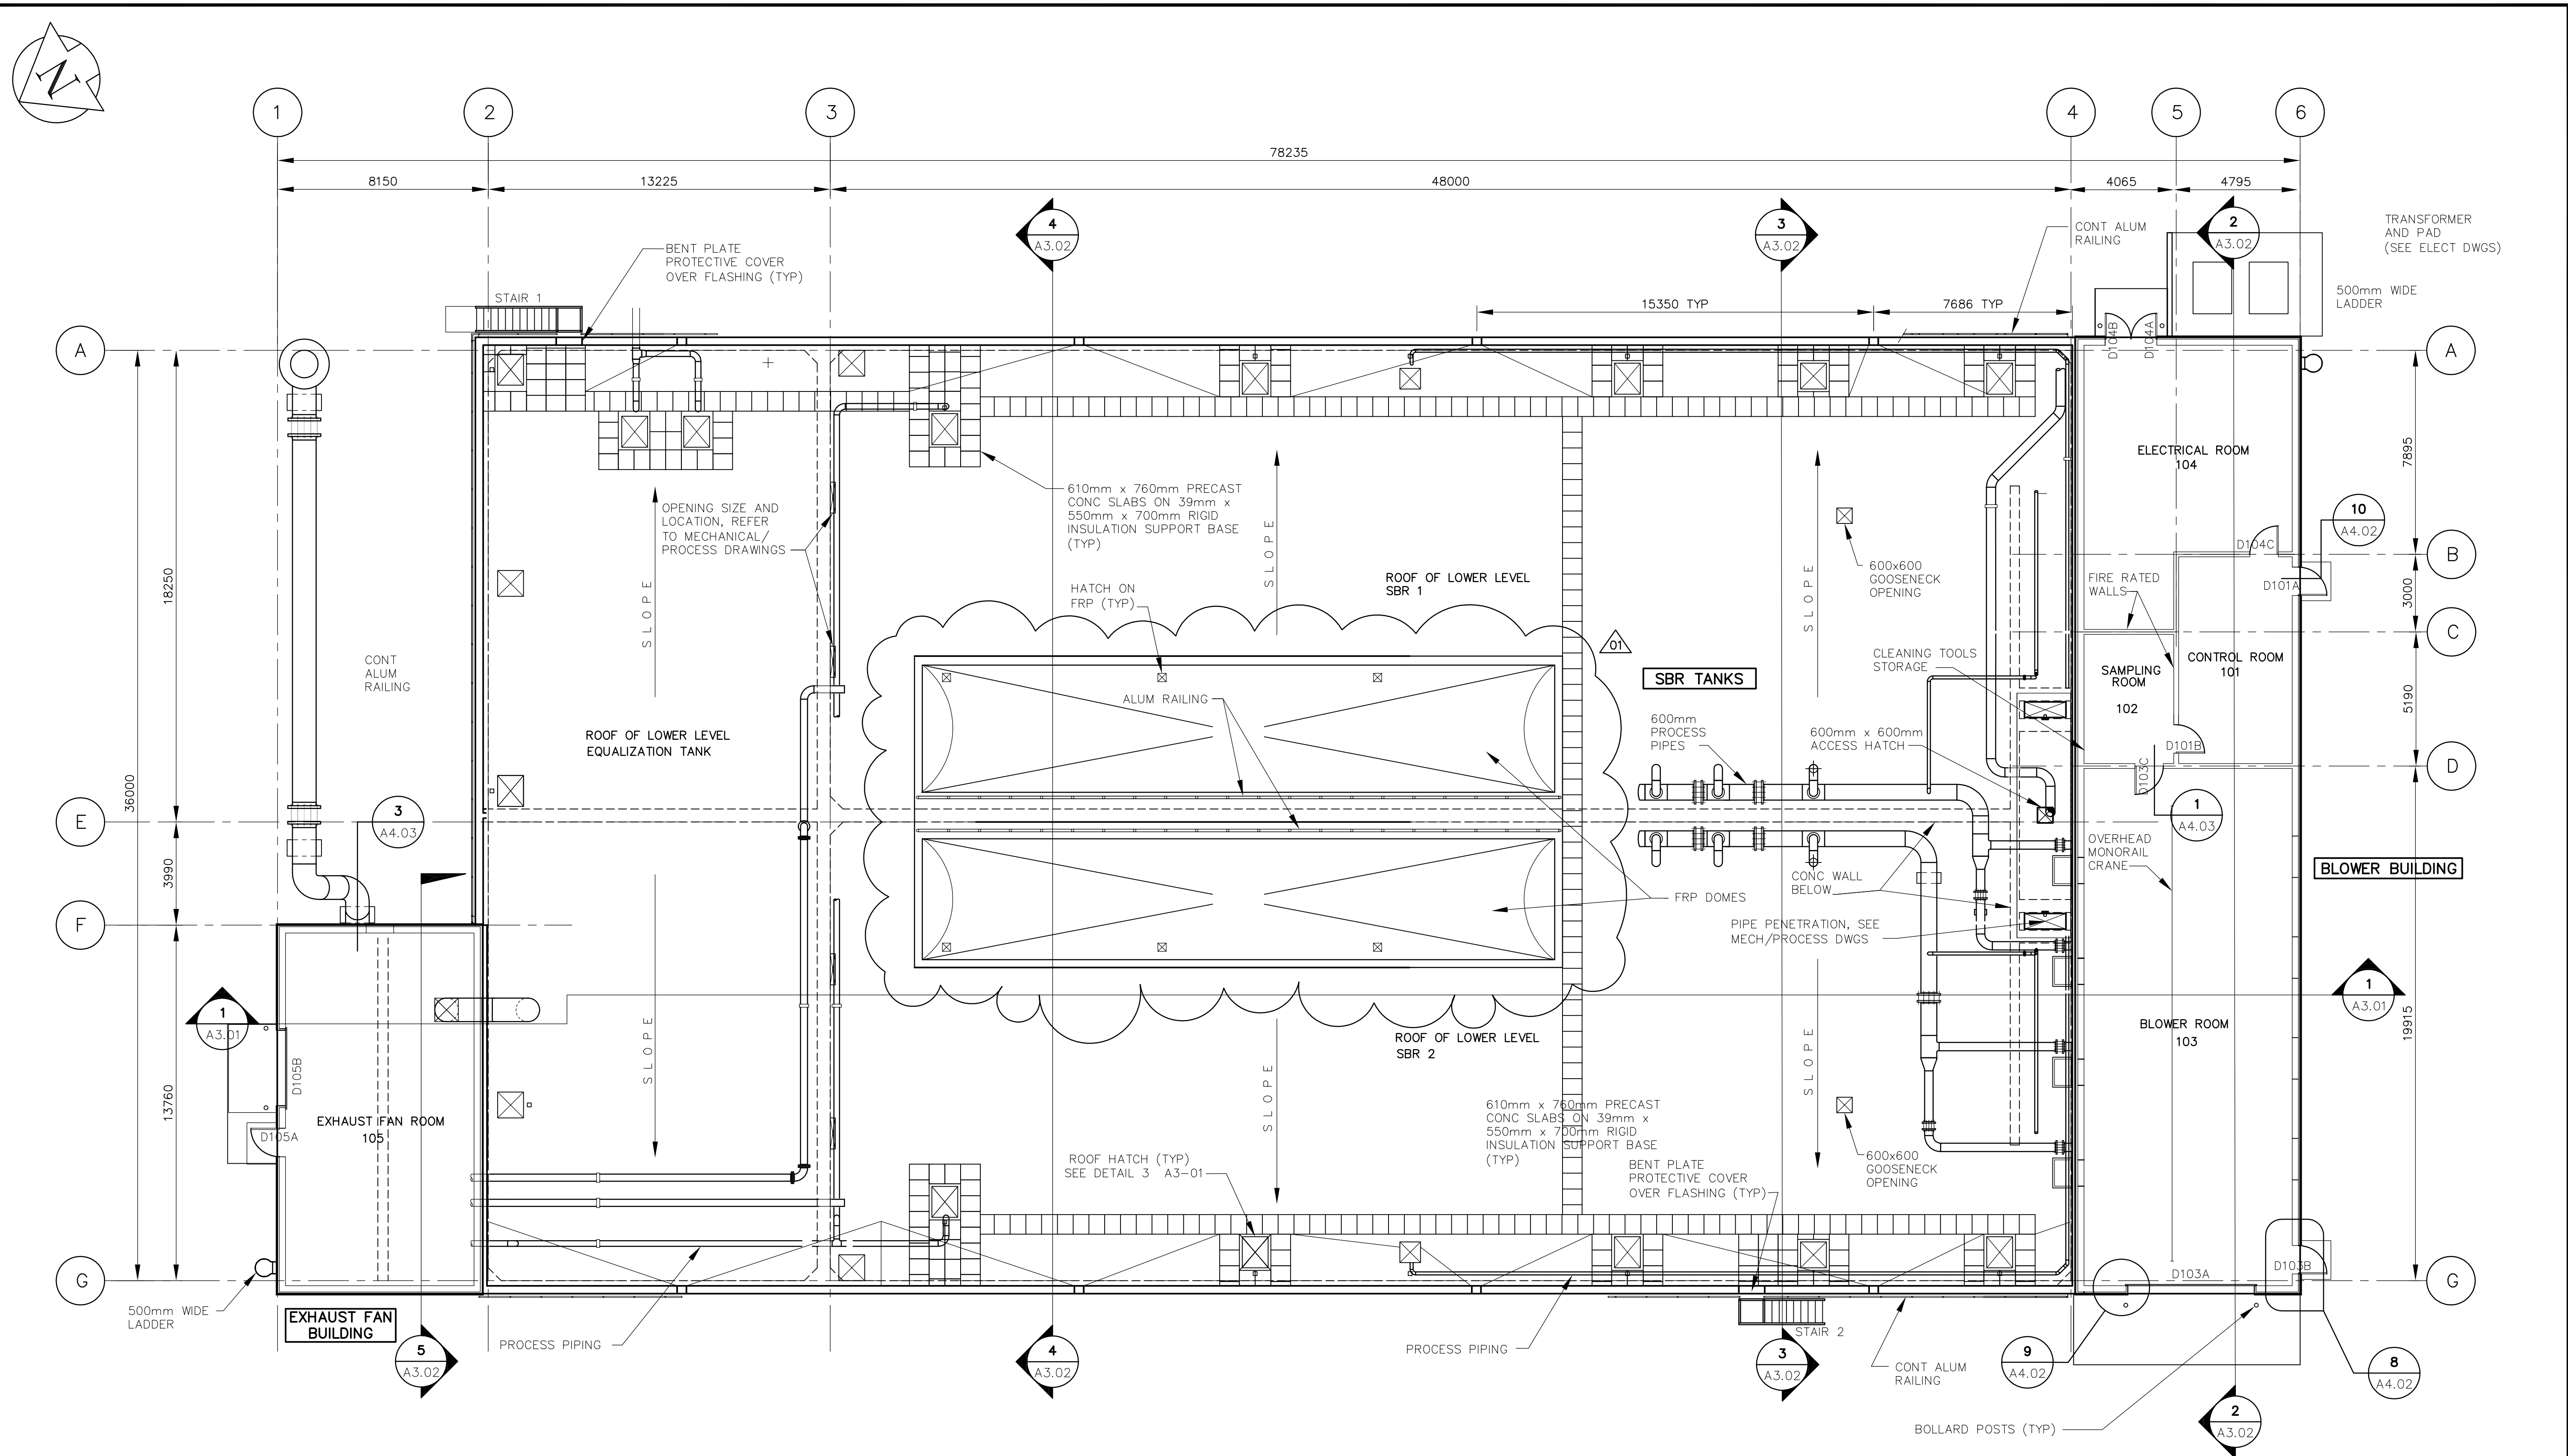 N
1
2
3
4
5
6
78235
8150
13225
48000
4065
4795
4
A3.02
3
A3.02
2
A3.02
CONT ALUM
RAILING
TRANSFORMER
AND PAD
(SEE ELECT DWGS)
BENT PLATE
PROTECTIVE COVER
OVER FLASHING (TYP)
500mm WIDE
LADDER
STAIR 1
15350 TYP
7686 TYP
D104B
D104A
A
A
7895
ELECTRICAL ROOM
104
610mm x 760mm PRECAST
CONC SLABS ON 39mm x
550mm x 700mm RIGID
INSULATION SUPPORT BASE
(TYP)
OPENING SIZE AND
LOCATION, REFER
TO MECHANICAL/
PROCESS DRAWINGS
10
A4.02
D104C
B
SLOPE
SLOPE
SLOPE
18250
36000
ROOF OF LOWER LEVEL
SBR 1
600x600
GOOSENECK
OPENING
FIRE RATED
WALLS
D101A
3000
HATCH ON
FRP (TYP)
C
01
CONT
ALUM
RAILING
SBR TANKS
CLEANING TOOLS
STORAGE
SAMPLING
ROOM
102
CONTROL ROOM
101
5190
ALUM RAILING
600mm
PROCESS
PIPES
600mm x 600mm
ACCESS HATCH
ROOF OF LOWER LEVEL
EQUALIZATION TANK
D101B
D103C
D
E
3
A4.03
1
A4.03
OVERHEAD
MONORAIL
CRANE
BLOWER BUILDING
3990
CONC WALL
BELOW
FRP DOMES
PIPE PENETRATION, SEE
MECH/PROCESS DWGS
F
1
A3.01
1
A3.01
19915
BLOWER ROOM
103
ROOF OF LOWER LEVEL
SBR 2
SLOPE
SLOPE
SLOPE
13760
D105B
D105A
EXHAUST FAN ROOM
105
610mm x 760mm PRECAST
CONC SLABS ON 39mm x
550mm x 700mm RIGID
INSULATION SUPPORT BASE
(TYP)
ROOF HATCH (TYP)
SEE DETAIL 3 A3-01
BENT PLATE
PROTECTIVE COVER
OVER FLASHING (TYP)
600x600
GOOSENECK
OPENING
G
D103A
D103B
G
500mm WIDE
LADDER
EXHAUST FAN
BUILDING
PROCESS PIPING
PROCESS PIPING
STAIR 2
5
A3.02
4
A3.02
3
A3.02
CONT ALUM
RAILING
9
A4.02
8
A4.02
BOLLARD POSTS (TYP)
2
A3.02